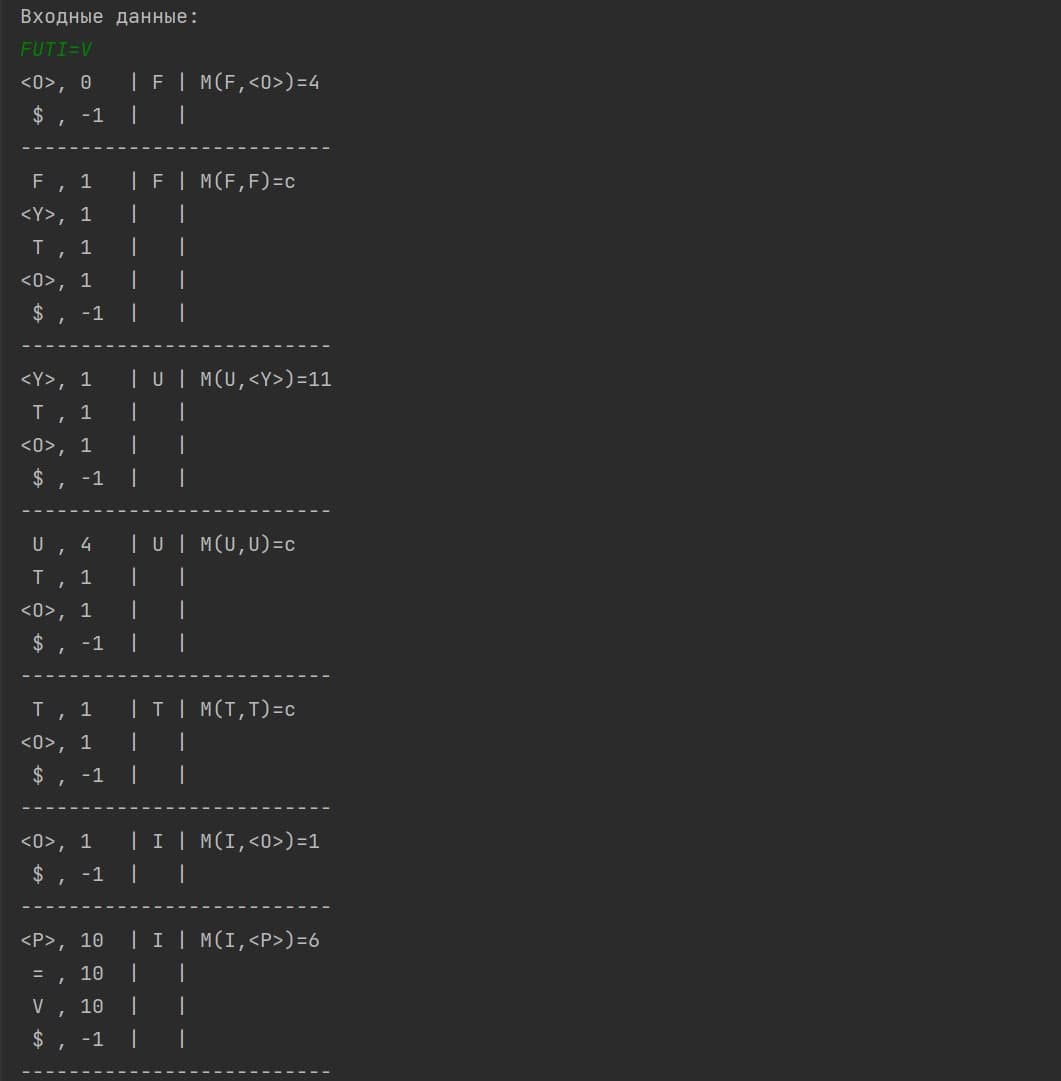 Входные данные:
FUTI=V
<O>, 0   | F | M(F,<O>)=4
 $ , -1  |   |
--------------------------
 F , 1   | F | M(F,F)=c
<Y>, 1   |   |
 T , 1   |   |
<O>, 1   |   |
 $ , -1  |   |
--------------------------
<Y>, 1   | U | M(U,<Y>)=11
 T , 1   |   |
<O>, 1   |   |
 $ , -1  |   |
--------------------------
 U , 4   | U | M(U,U)=c
 T , 1   |   |
<O>, 1   |   |
 $ , -1  |   |
--------------------------
 T , 1   | T | M(T,T)=c
<O>, 1   |   |
 $ , -1  |   |
--------------------------
<O>, 1   | I | M(I,<O>)=1
 $ , -1  |   |
--------------------------
<P>, 10  | I | M(I,<P>)=6
 = , 10  |   |
 V , 10  |   |
 $ , -1  |   |
--------------------------